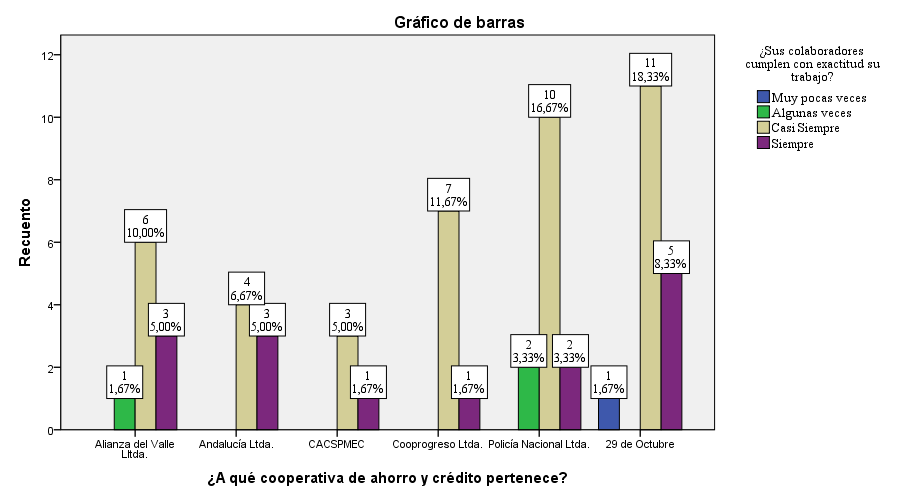 Gráfico de barras
¿Sus colaboradores
cumplen con exactitud su
trabajo?
Muy pocas veces
Algunas veces
Casi Siempre
Siempre
Recuento
12
10
8
6
4
2
0
1
1,67%
6
10,00%
3
5,00%
4
6,67%
3
5,00%
3
5,00%
1
1,67%
7
11,67%
1
1,67%
2
3,33%
10
16,67%
2
3,33%
1
1,67%
11
18,33%
5
8,33%
Alianza del Valle
Lltda.
Andalucía Ltda.
CACSPMEC
Cooprogreso Ltda.
Policía Nacional Ltda.
29 de Octubre
¿A qué cooperativa de ahorro y crédito pertenece?